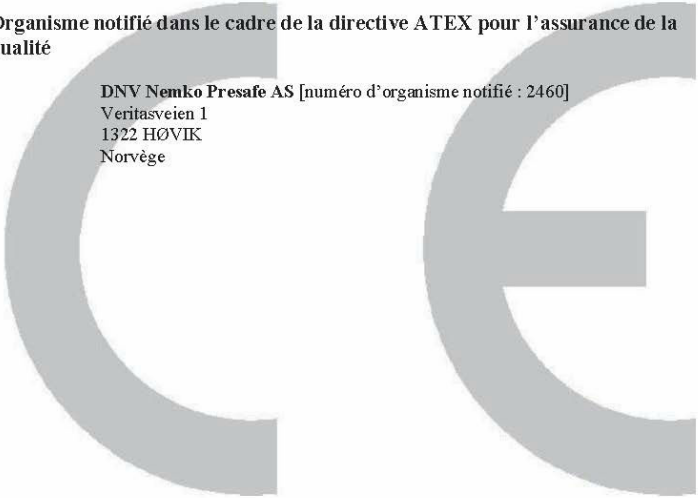 Organisme notifié dans le cadre de la directive ATEX pour l'assurance de la
ualité
DNV Nemko Presafe AS [numéro d'organisme notifié : 2460]
Veritasveien 1
1322 HØVIK
Norvège